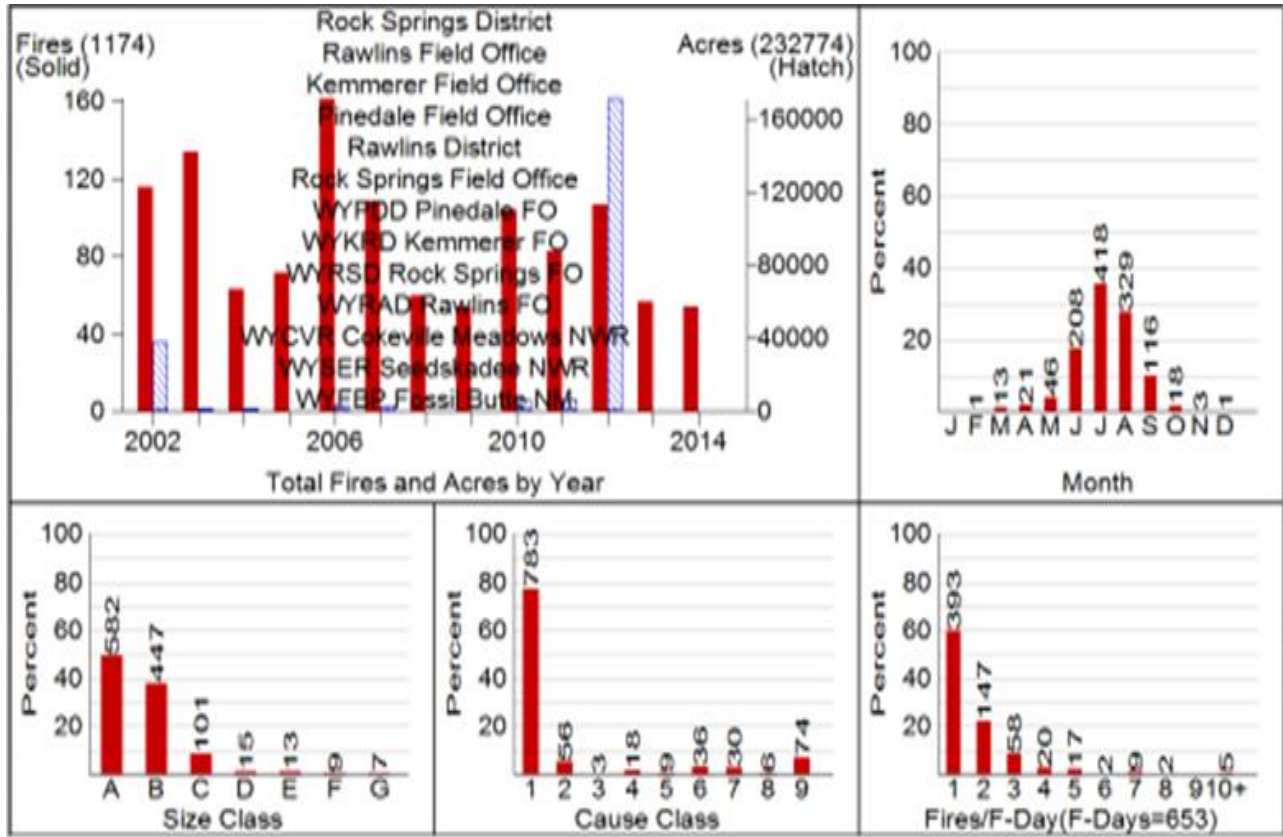 Rock Springs District
Fires (1174)
(Solid)
Acres (232774)
(Hatch)
Rawlins Field Office
Kemmerer Field Office
Pinedale Field Office
Rawlins District
Rock Springs Field Office
WYPDD Pinedale FO
WYKRD Kemmerer FO
WYRSD Rock Springs FO
WYRAD Rawlins FO
WYCVR Cokeville Meadows NWR
WYSER Seedskadee NWR
WYFBP Fossil Butte NM
160
120
80
40
0
160000
120000
80000
40000
0
2002 2006 2010 2014
Total Fires and Acres by Year
100
80
60
40
20
Percent
1 13 21 46 208 418 329 116 18 3 1
J F M A M J J A S O N D
Month
100
80
60
40
20
Percent
582 447 101 15 13 9 7
A B C D E F G
Size Class
100
80
60
40
20
Percent
783 56 3 18 9 36 30 6 74
1 2 3 4 5 6 7 8 9
Cause Class
100
80
60
40
20
Percent
393 147 58 20 17 2 9 2 5
1 2 3 4 5 6 7 8 9 10+
Fires/F-Day(F-Days=653)